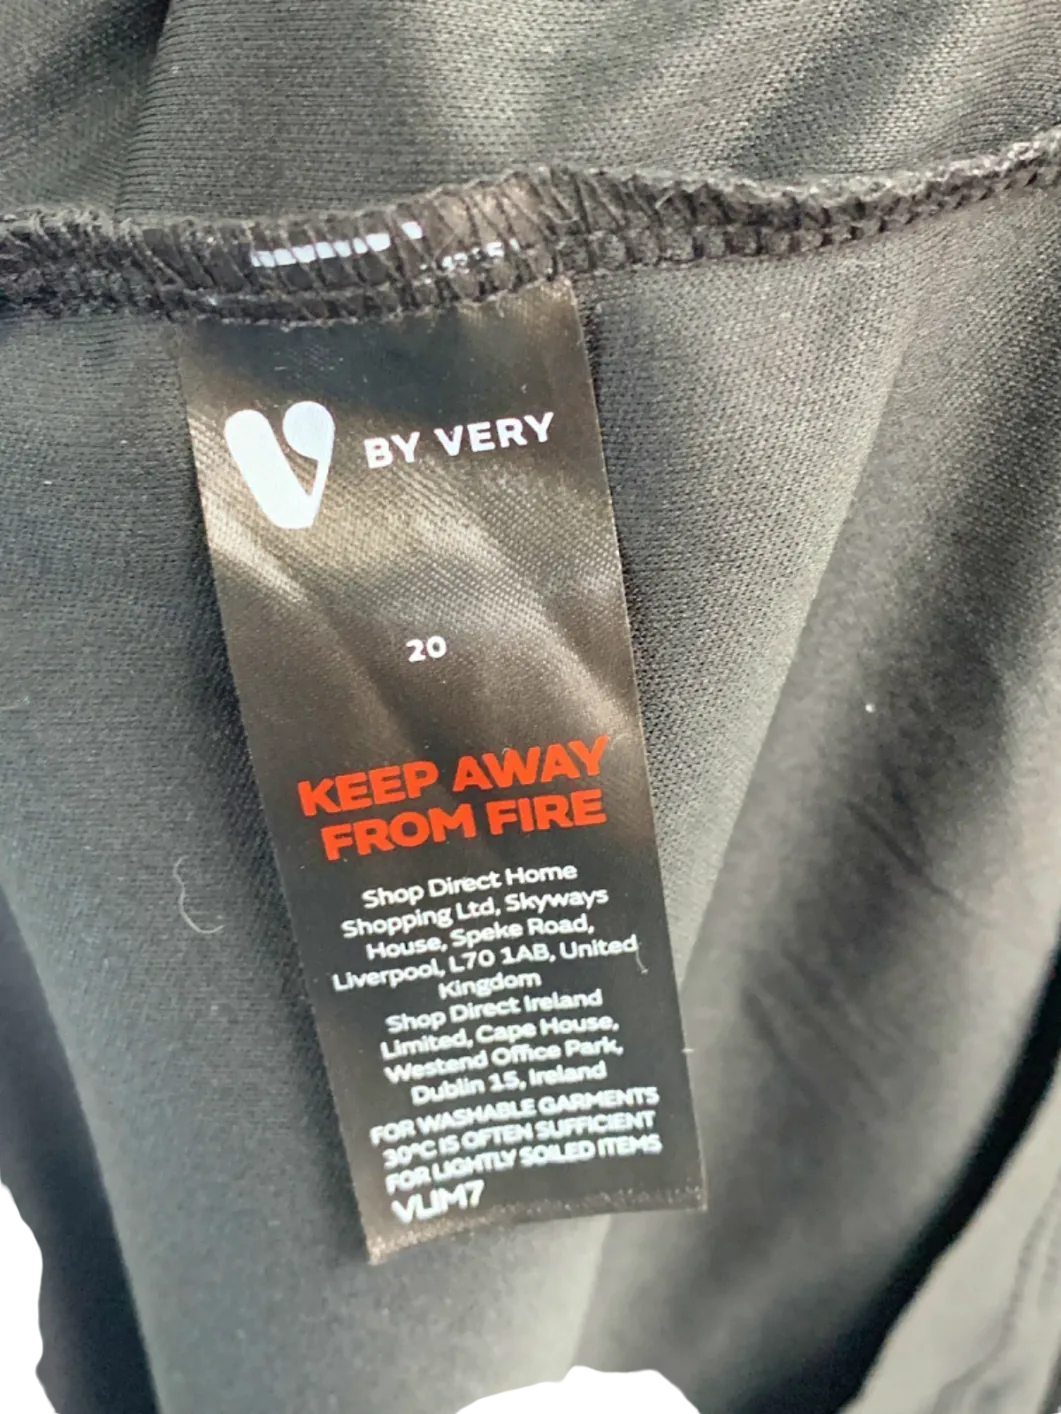 V BY VERY
20
KEEP AWAY
FROM FIRE
Shop Direct Home
Shopping Ltd, Skyways
House, Speke Road,
Liverpool, L70 1AB, United
Kingdom
Shop Direct Ireland
Limited, Cape House,
Westend Office Park,
Dublin 15, Ireland
FOR WASHABLE GARMENTS
30°C IS OFTEN SUFFICIENT
FOR LIGHTLY SOILED ITEMS